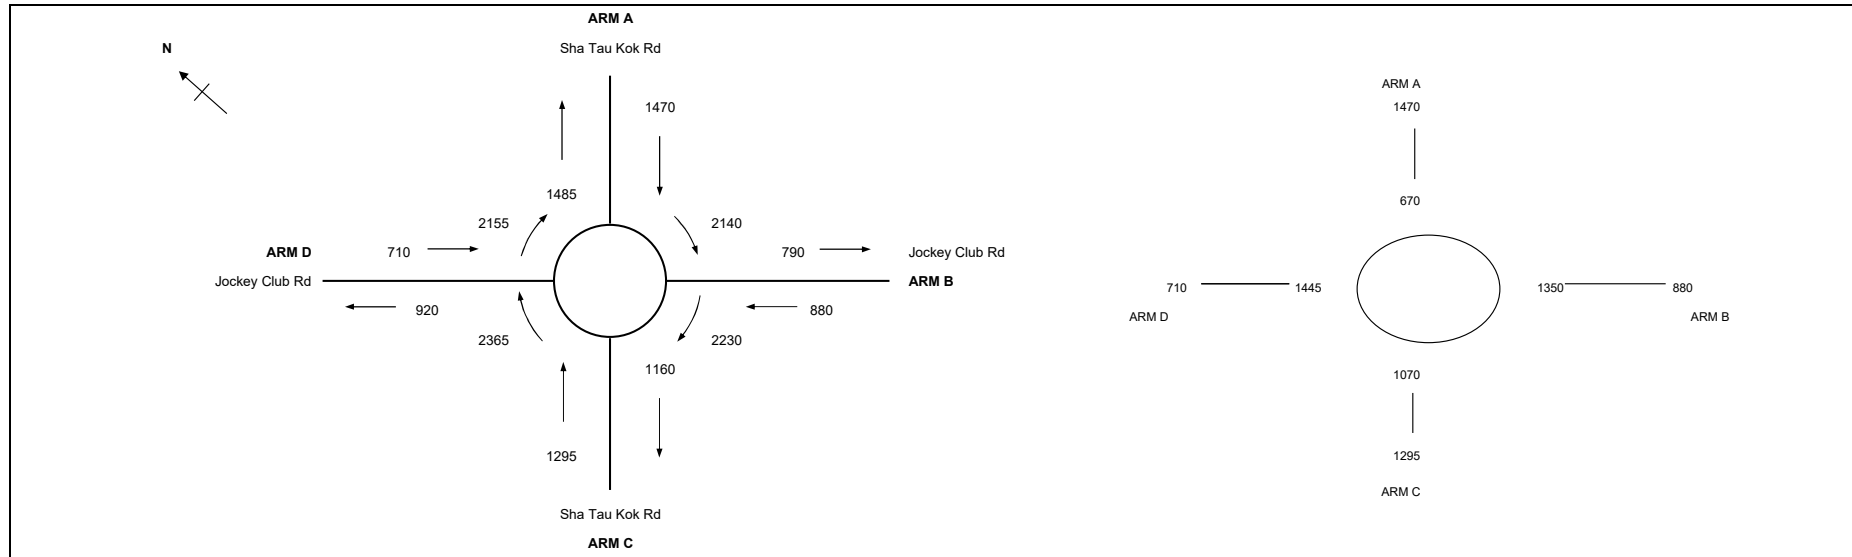 ARM A
Sha Tau Kok Rd
N
1470
1485
2155
2140
ARM D
710
790
Jockey Club Rd
Jockey Club Rd
ARM B
920
880
2365
2230
1160
1295
Sha Tau Kok Rd
ARM C
ARM A
1470
670
710
1445
1350
880
ARM D
ARM B
1070
1295
ARM C